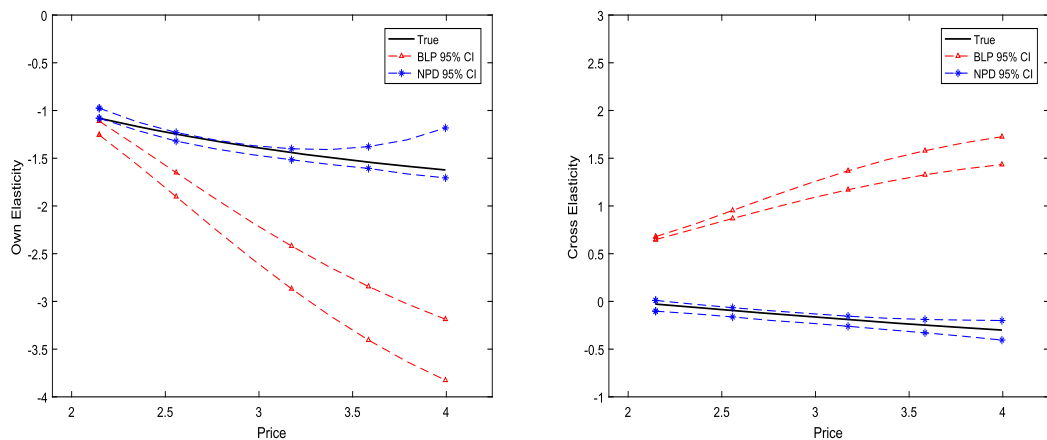 0
-0.5
-1
-1.5
-2
-2.5
-3
-3.5
-4
Own Elasticity
2
2.5
3
3.5
4
Price
True
BLP 95% CI
NPD 95% CI
3
2.5
2
1.5
1
0.5
0
-0.5
-1
Cross Elasticity
2
2.5
3
3.5
4
Price
True
BLP 95% CI
NPD 95% CI